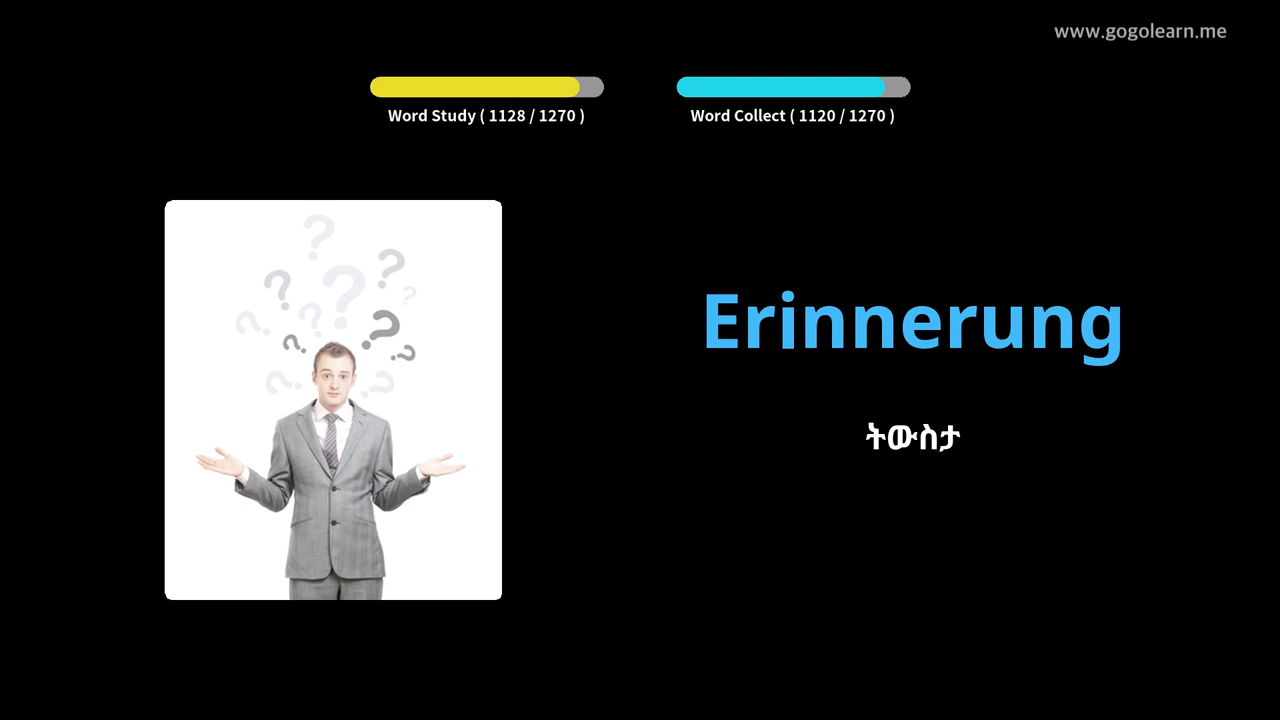 www.gogolearn.me
Word Study ( 1128 / 1270 )
Word Collect ( 1120 / 1270 )
Erinnerung
ትውስታ